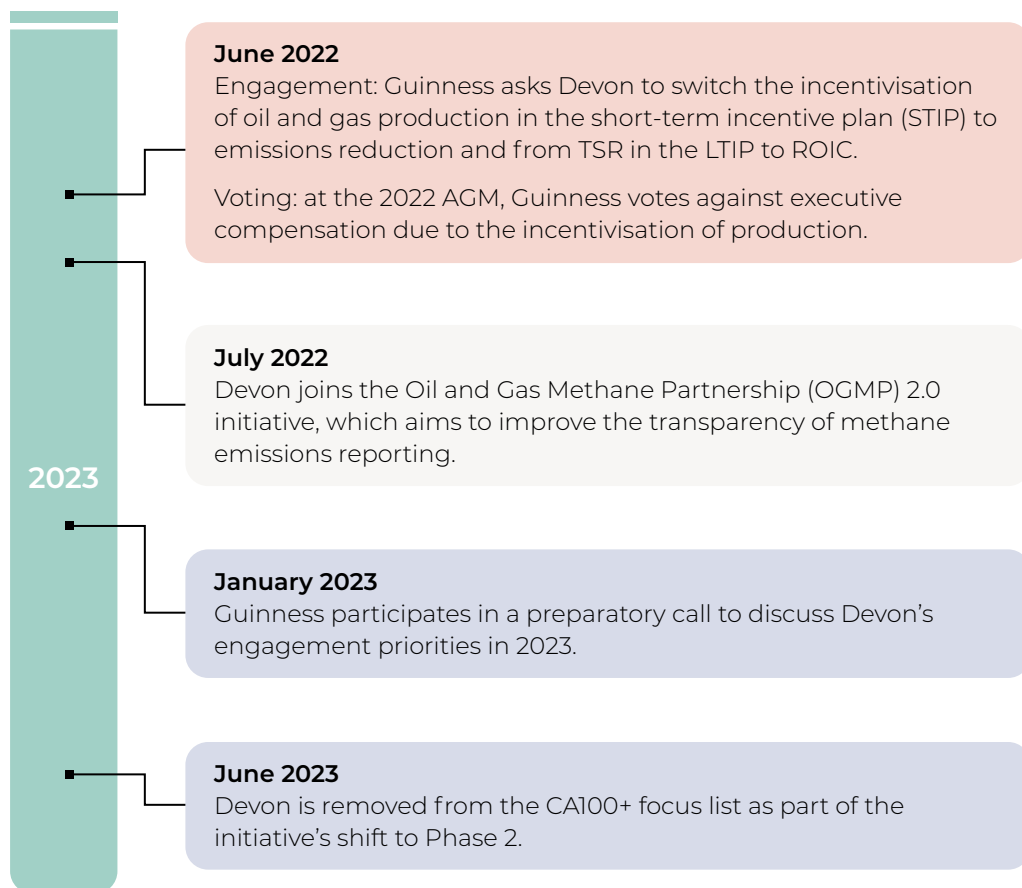 June 2022
Engagement: Guinness asks Devon to switch the incentivisation
of oil and gas production in the short-term incentive plan (STIP) to
emissions reduction and from TSR in the LTIP to ROIC.
Voting: at the 2022 AGM, Guinness votes against executive
compensation due to the incentivisation of production.
July 2022
Devon joins the Oil and Gas Methane Partnership (OGMP) 2.0
initiative, which aims to improve the transparency of methane
emissions reporting.
2023
January 2023
Guinness participates in a preparatory call to discuss Devon’s
engagement priorities in 2023.
June 2023
Devon is removed from the CA100+ focus list as part of the
initiative’s shift to Phase 2.